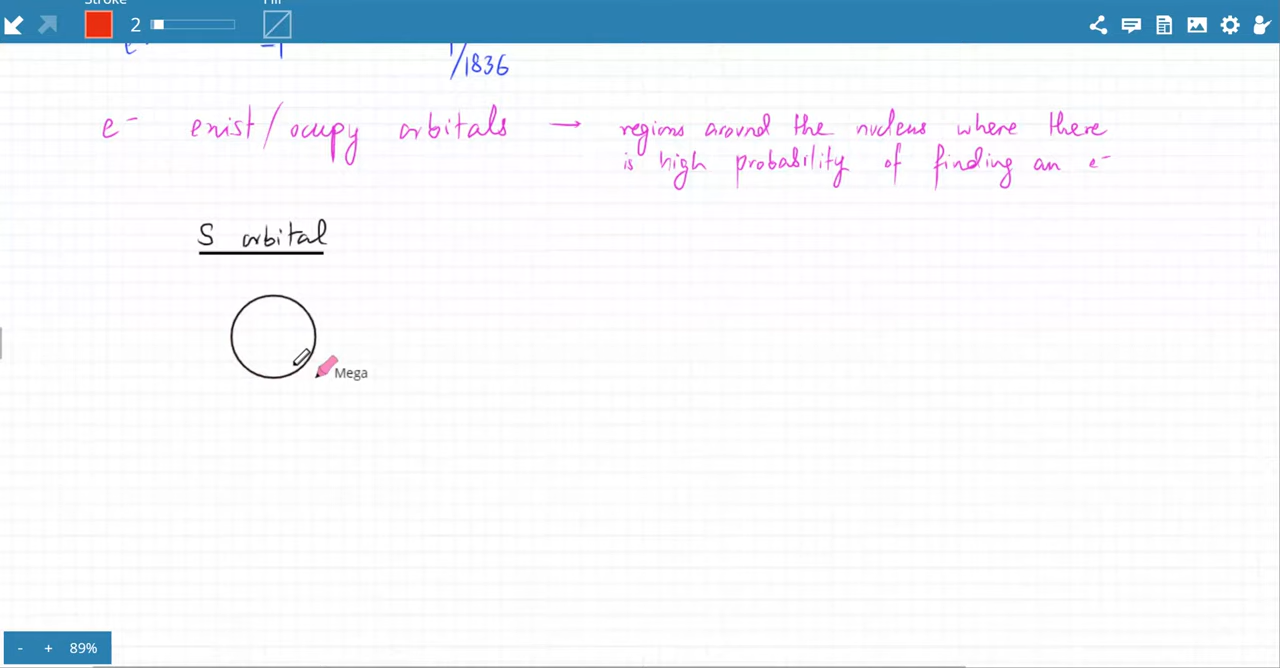 Stroke
Fill
2
e- -1 1/1836
e- exist/ocupy orbitals → regions around the nucleus where there
is high probability of finding an e-
S orbital
Mega
- + 89%